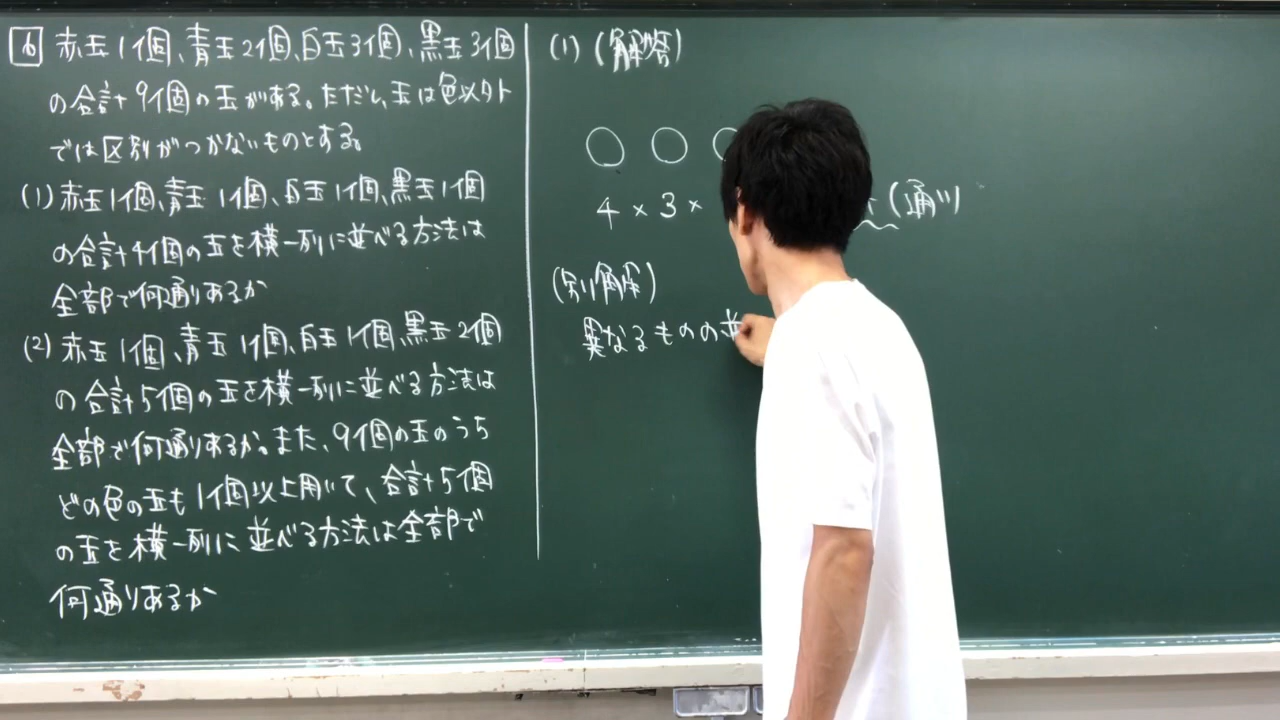 6 赤玉1個、青玉2個、白玉3個、黒玉3個
の合計9個の玉がある。ただし、玉は色以外
では区別がつかないものとする。
(1) 赤玉1個、青玉1個、白玉1個、黒玉1個
の合計4個の玉を横一列に並べる方法は
全部で何通りあるか
(2) 赤玉1個、青玉1個、白玉1個、黒玉2個
の合計5個の玉を横一列に並べる方法は
全部で何通りあるか。また、9個の玉のうち
どの色の玉も1個以上用いて、合計5個
の玉を横一列に並べる方法は全部で
何通りあるか
(1) (解答)
4 × 3 × (通り)
(別解)
異なるものの並